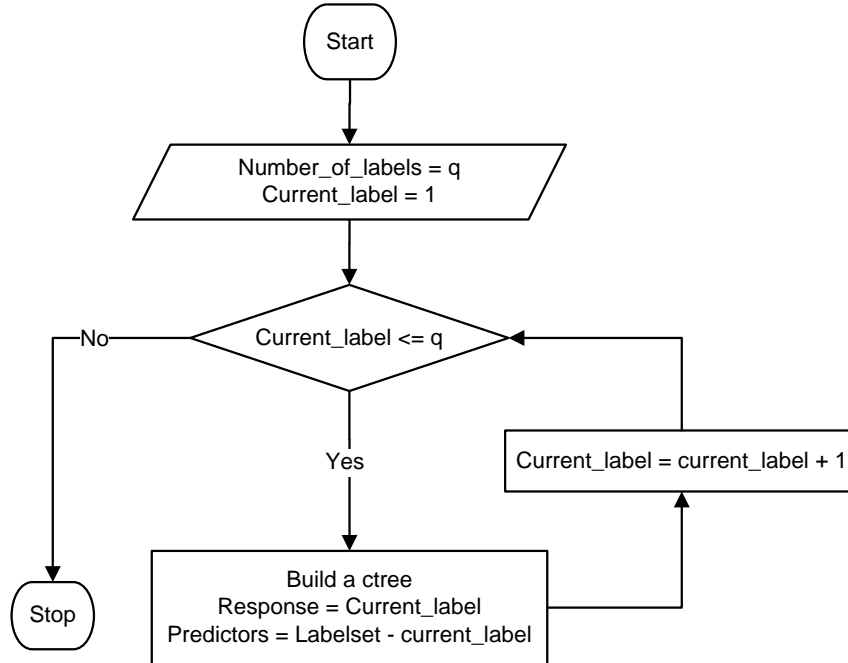 Start
Number_of_labels = q
Current_label = 1
Current_label <= q
No
Yes
Current_label = current_label + 1
Build a ctree
Response = Current_label
Predictors = Labelset - current_label
Stop